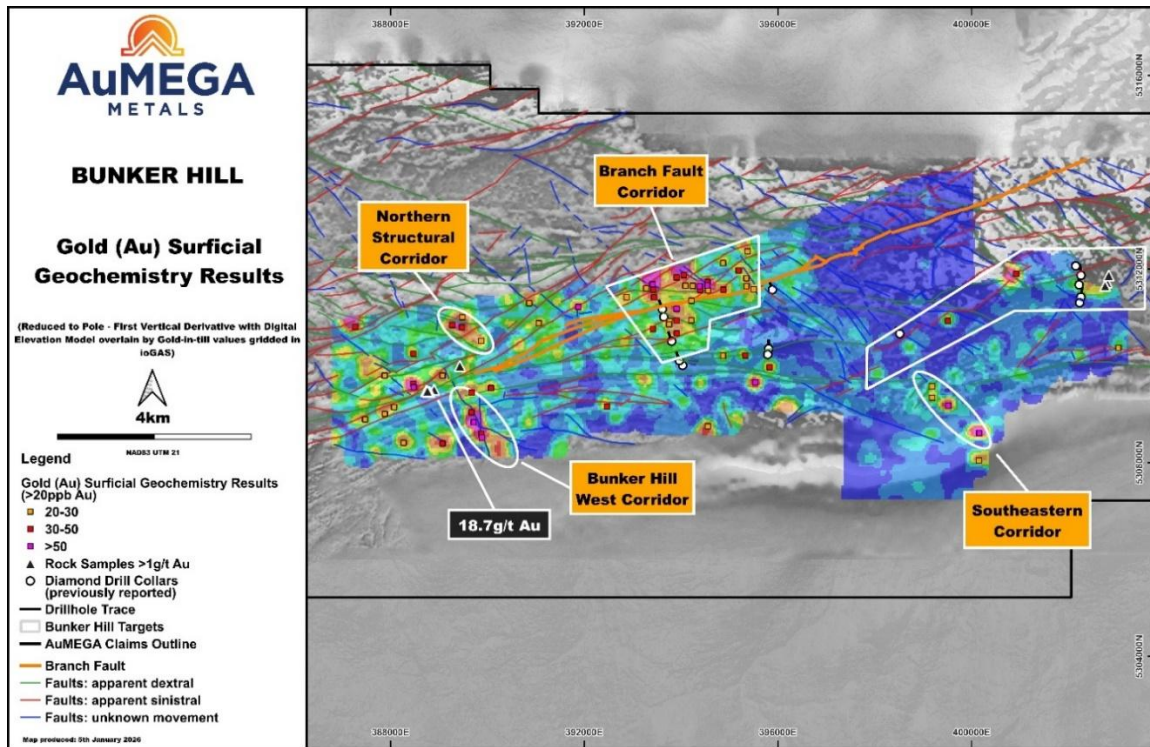 AuMEGA
METALS
BUNKER HILL
Gold (Au) Surficial
Geochemistry Results
(Reduced to Pole - First Vertical Derivative with Digital
Elevation Model overlain by Gold-in-till values gridded in
ioGAS)
4km
NAD83 UTM 21
Legend
Gold (Au) Surficial Geochemistry Results
(>20ppb Au)
20-30
30-50
>50
Rock Samples >1g/t Au
Diamond Drill Collars
(previously reported)
Drillhole Trace
Bunker Hill Targets
AuMEGA Claims Outline
Branch Fault
Faults: apparent dextral
Faults: apparent sinistral
Faults: unknown movement
Map produced: 5th January 2026
388000E
392000E
396000E
400000E
5316000N
5312000N
5308000N
5304000N
Branch Fault
Corridor
Northern
Structural
Corridor
Bunker Hill
West Corridor
18.7g/t Au
Southeastern
Corridor
388000E
392000E
396000E
400000E